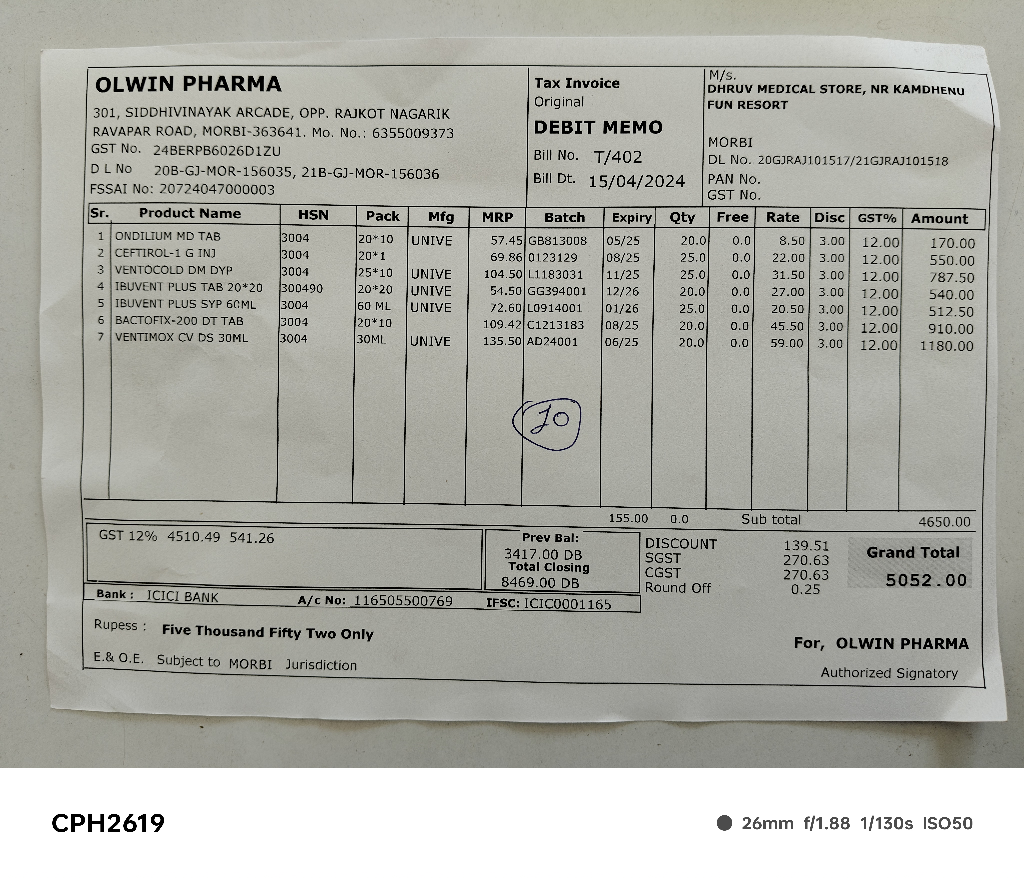 OLWIN PHARMA
301, SIDDHIVINAYAK ARCADE, OPP. RAJKOT NAGARIK
RAVAPAR ROAD, MORBI-363641. Mo. No.: 6355009373
GST No. 24BERPB6026D1ZU
D L No 20B-GJ-MOR-156035, 21B-GJ-MOR-156036
FSSAI No: 20724047000003
Tax Invoice
Original
DEBIT MEMO
Bill No. T/402
Bill Dt. 15/04/2024
M/s.
DHRUV MEDICAL STORE, NR KAMDHENU
FUN RESORT
MORBI
DL No. 20GJRAJ101517/21GJRAJ101518
PAN No.
GST No.
Sr. Product Name HSN Pack Mfg MRP Batch Expiry Qty Free Rate Disc GST% Amount
1 ONDILIUM MD TAB 3004 20*10 UNIVE 57.45 GB813008 05/25 20.0 0.0 8.50 3.00 12.00 170.00
2 CEFTIROL-1 G INJ 3004 20*1 69.86 0123129 08/25 25.0 0.0 22.00 3.00 12.00 550.00
3 VENTOCOLD DM DYP 3004 25*10 UNIVE 104.50 L1183031 11/25 25.0 0.0 31.50 3.00 12.00 787.50
4 IBUVENT PLUS TAB 20*20 300490 20*20 UNIVE 54.50 GG394001 12/26 20.0 0.0 27.00 3.00 12.00 540.00
5 IBUVENT PLUS SYP 60ML 3004 60 ML UNIVE 72.60 L0914001 01/26 25.0 0.0 20.50 3.00 12.00 512.50
6 BACTOFIX-200 DT TAB 3004 20*10 109.42 C1213183 08/25 20.0 0.0 45.50 3.00 12.00 910.00
7 VENTIMOX CV DS 30ML 3004 30ML UNIVE 135.50 AD24001 06/25 20.0 0.0 59.00 3.00 12.00 1180.00
155.00 0.0 Sub total 4650.00
GST 12% 4510.49 541.26
Prev Bal:
3417.00 DB
Total Closing
8469.00 DB
DISCOUNT 139.51
SGST 270.63
CGST 270.63
Round Off 0.25
Grand Total
5052.00
Bank : ICICI BANK A/c No: 116505500769 IFSC: ICIC0001165
Rupess : Five Thousand Fifty Two Only
E.& O.E. Subject to MORBI Jurisdiction
For, OLWIN PHARMA
Authorized Signatory
CPH2619
26mm f/1.88 1/130s ISO50